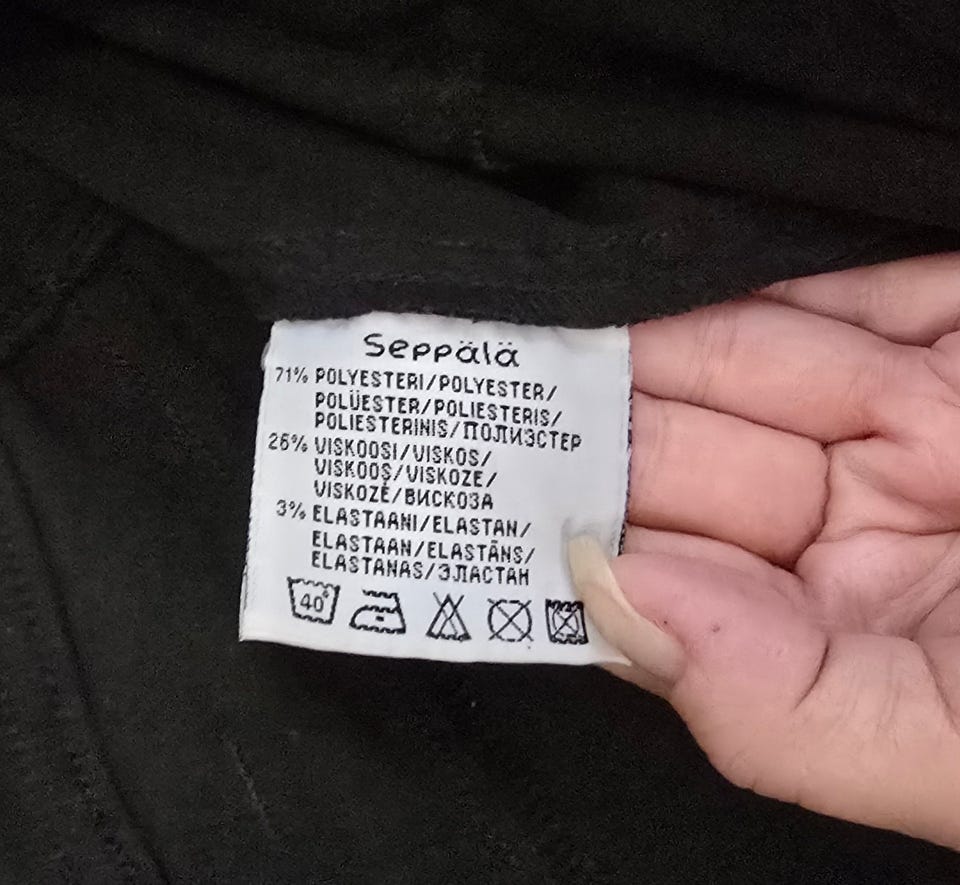 Seppälä
71% POLYESTERI/POLYESTER/
POLÜESTER/POLIESTERIS/
POLIESTERINIS/ПОЛИЭСТЕР
26% VISKOOSI/VISKOS/
VISKOOS/VISKOZE/
VISKOZĖ/ВИСКОЗА
3% ELASTAANI/ELASTAN/
ELASTAAN/ELASTĀNS/
ELASTANAS/ЭЛАСТАН
40°